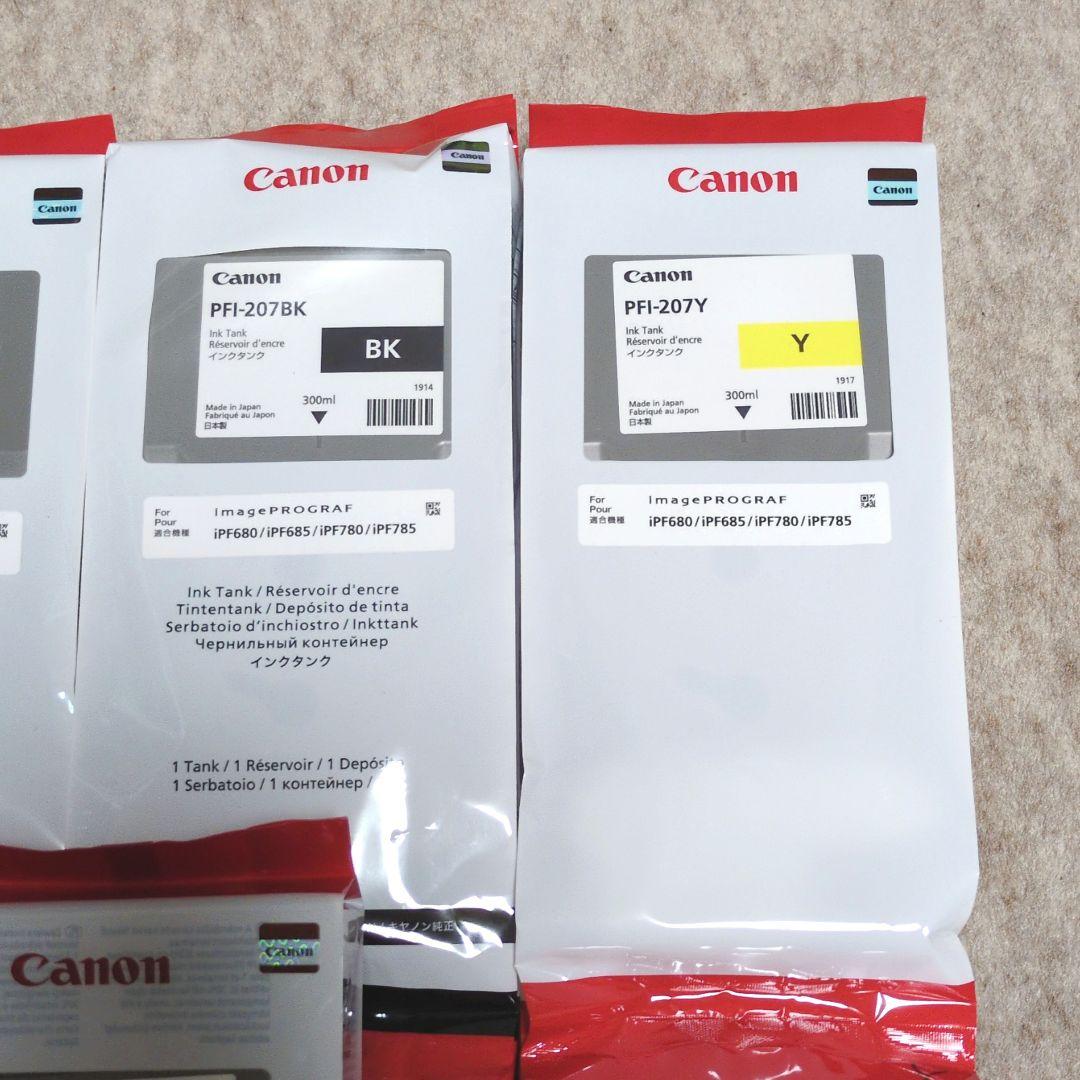 Canon
Canon
Canon
Canon
PFI-207BK
Ink Tank
Réservoir d'encre
インクタンク
BK
1914
300ml
Made in Japan
Fabriqué au Japon
日本製
For
Pour
適合機種
imagePROGRAF
iPF680/iPF685/iPF780/iPF785
Ink Tank / Réservoir d'encre
Tintentank / Depósito de tinta
Serbatoio d'inchiostro / Inkttank
Чернильный контейнер
インクタンク
1 Tank / 1 Réservoir / 1 Depósito
1 Serbatoio / 1 контейнер /
キヤノン純正
Canon
Canon
Canon
PFI-207Y
Ink Tank
Réservoir d'encre
インクタンク
Y
1917
300ml
Made in Japan
Fabriqué au Japon
日本製
For
Pour
適合機種
imagePROGRAF
iPF680/iPF685/iPF780/iPF785
Canon
Canon